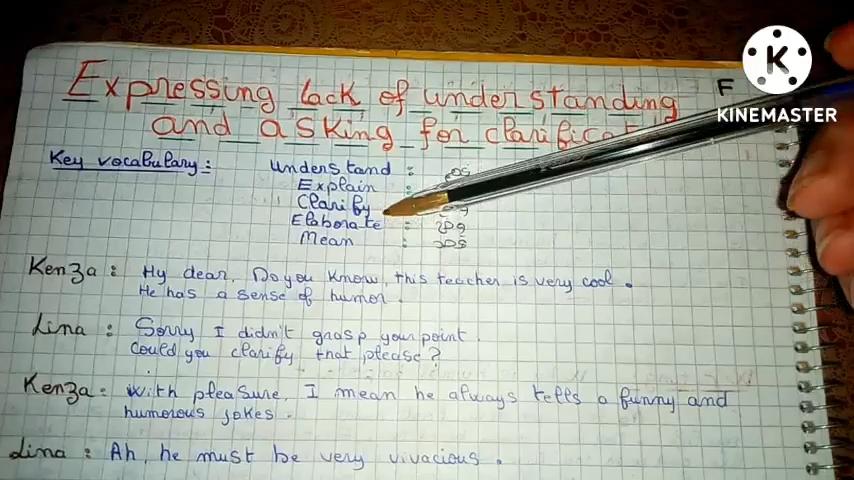 Expressing lack of understanding
and asking for
Key vocabulary:
Understand :
Explain :
Clarify
Elaborate :
Mean :
Kenza : Hy dear, Do you know, this teacher is very cool.
He has a sense of humor.
Lina : Sorry I didn't grasp your point.
Could you clarify that please?
Kenza: with pleasure, I mean he always tells a funny and
humorous jokes.
Lina : Ah, he must be very vivacious.
F
K
KINEMASTER